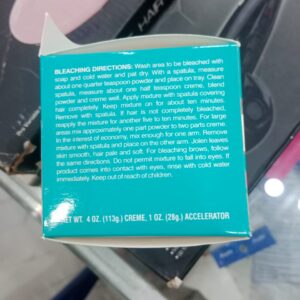 HAIR
BLEACHING DIRECTIONS: Wash area to be bleached with
soap and cold water and pat dry. With a spatula, measure
about one quarter teaspoon powder and place on tray. Clean
spatula, measure about one half teaspoon creme, blend
powder and creme well. Apply mixture with spatula covering
hair completely. Keep mixture on for about ten minutes.
Remove with spatula. If hair is not completely bleached,
reapply the mixture for another five to ten minutes. For large
areas mix approximately one part powder to two parts creme.
In the interest of economy, mix enough for one arm. Remove
mixture with spatula and place on the other arm. Jolen leaves
skin smooth, hair pale and soft. For bleaching brows, follow
the same directions. Do not permit mixture to fall into eyes. If
product comes into contact with eyes, rinse with cold water
immediately. Keep out of reach of children.
NET WT. 4 OZ. (113g.) CREME, 1 OZ. (28g.) ACCELERATOR